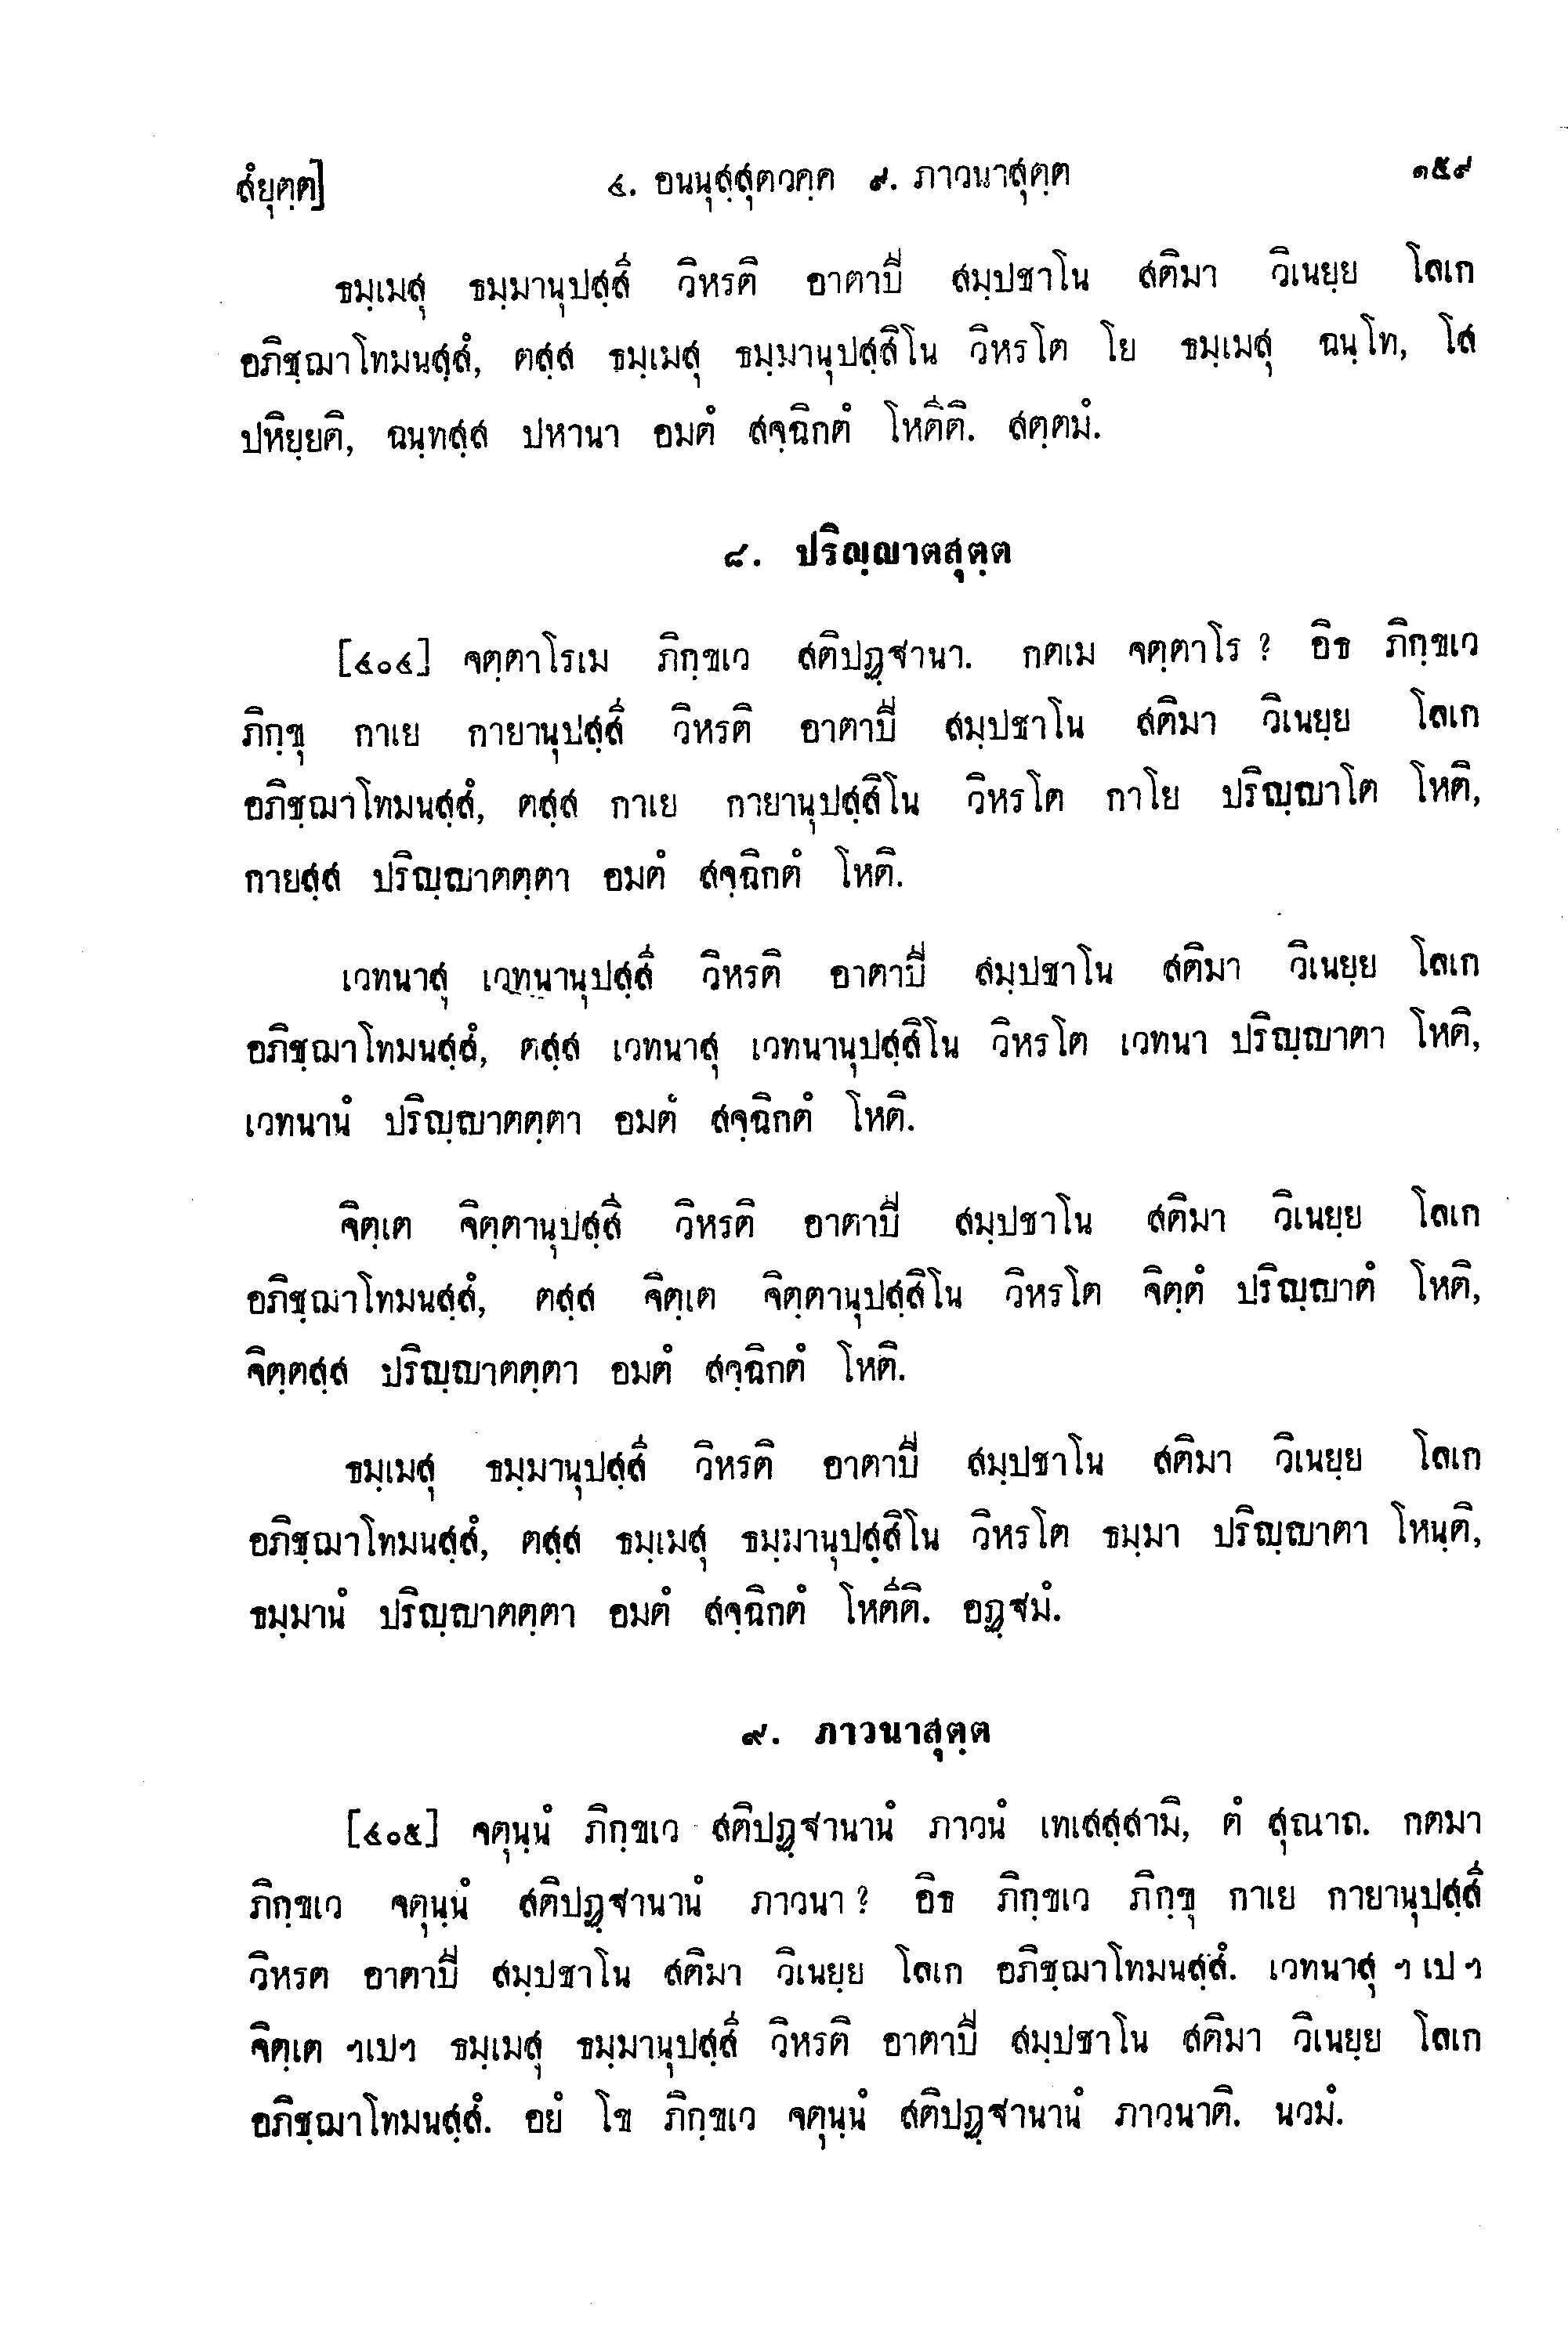 สํยุตฺต]	๔. อนนุสฺสุตวคฺค ๙. ภาวนาสุตฺต	๑๕๙
ธมฺเมสุ ธมฺมานุปสฺสี วิหรติ อาตาปี สมฺปชาโน สติมา วิเนยฺย โลเก
อภิชฺฌาโทมนสฺสํ, ตสฺส ธมฺเมสุ ธมฺมานุปสฺสิโน วิหรโต โย ธมฺเมสุ ฉนฺโท, โส
ปหิยฺยติ, ฉนฺทสฺส ปหานา อมตํ สจฺฉิกตํ โหตีติ. สตฺตมํ.
๘. ปริญฺญาตสุตฺต
[๔๐๔] จตฺตาโรเม ภิกฺขเว สติปฏฺฐานา. กตเม จตฺตาโร ? อิธ ภิกฺขเว
ภิกฺขุ กาเย กายานุปสฺสี วิหรติ อาตาปี สมฺปชาโน สติมา วิเนยฺย โลเก
อภิชฺฌาโทมนสฺสํ, ตสฺส กาเย กายานุปสฺสิโน วิหรโต กาโย ปริญฺญาโต โหติ,
กายสฺส ปริญฺญาตตฺตา อมตํ สจฺฉิกตํ โหติ.
เวทนาสุ เวทนานุปสฺสี วิหรติ อาตาปี สมฺปชาโน สติมา วิเนยฺย โลเก
อภิชฺฌาโทมนสฺสํ, ตสฺส เวทนาสุ เวทนานุปสฺสิโน วิหรโต เวทนา ปริญฺญาตา โหติ,
เวทนานํ ปริญฺญาตตฺตา อมตํ สจฺฉิกตํ โหติ.
จิตฺเต จิตฺตานุปสฺสี วิหรติ อาตาปี สมฺปชาโน สติมา วิเนยฺย โลเก
อภิชฺฌาโทมนสฺสํ, ตสฺส จิตฺเต จิตฺตานุปสฺสิโน วิหรโต จิตฺตํ ปริญฺญาตํ โหติ,
จิตฺตสฺส ปริญฺญาตตฺตา อมตํ สจฺฉิกตํ โหติ.
ธมฺเมสุ ธมฺมานุปสฺสี วิหรติ อาตาปี สมฺปชาโน สติมา วิเนยฺย โลเก
อภิชฺฌาโทมนสฺสํ, ตสฺส ธมฺเมสุ ธมฺมานุปสฺสิโน วิหรโต ธมฺมา ปริญฺญาตา โหนฺติ,
ธมฺมานํ ปริญฺญาตตฺตา อมตํ สจฺฉิกตํ โหตีติ. อฏฺฐมํ.
๙. ภาวนาสุตฺต
[๔๐๕] จตุนฺนํ ภิกฺขเว สติปฏฺฐานานํ ภาวนํ เทเสสฺสามิ, ตํ สุณาถ. กตมา
ภิกฺขเว จตุนฺนํ สติปฏฺฐานานํ ภาวนา ? อิธ ภิกฺขเว ภิกฺขุ กาเย กายานุปสฺสี
วิหรต อาตาปี สมฺปชาโน สติมา วิเนยฺย โลเก อภิชฺฌาโทมนสฺสํ. เวทนาสุ ฯเปฯ
จิตฺเต ฯเปฯ ธมฺเมสุ ธมฺมานุปสฺสี วิหรติ อาตาปี สมฺปชาโน สติมา วิเนยฺย โลเก
อภิชฺฌาโทมนสฺสํ. อยํ โข ภิกฺขเว จตุนฺนํ สติปฏฺฐานานํ ภาวนาติ. นวมํ.